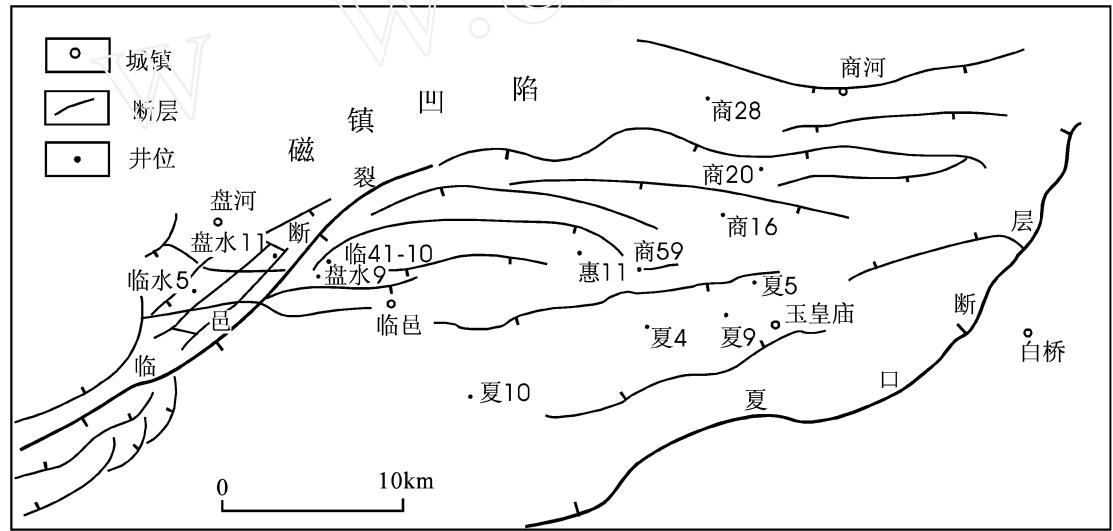 W W.C
城镇
断层
井位
磁镇凹陷
商河
商28
商20
商16
商59
惠11
盘河
盘水11
临水5
临41-10
盘水9
临邑
临邑断裂
夏5
玉皇庙
夏4
夏9
夏10
白桥
夏口断层
0
10km